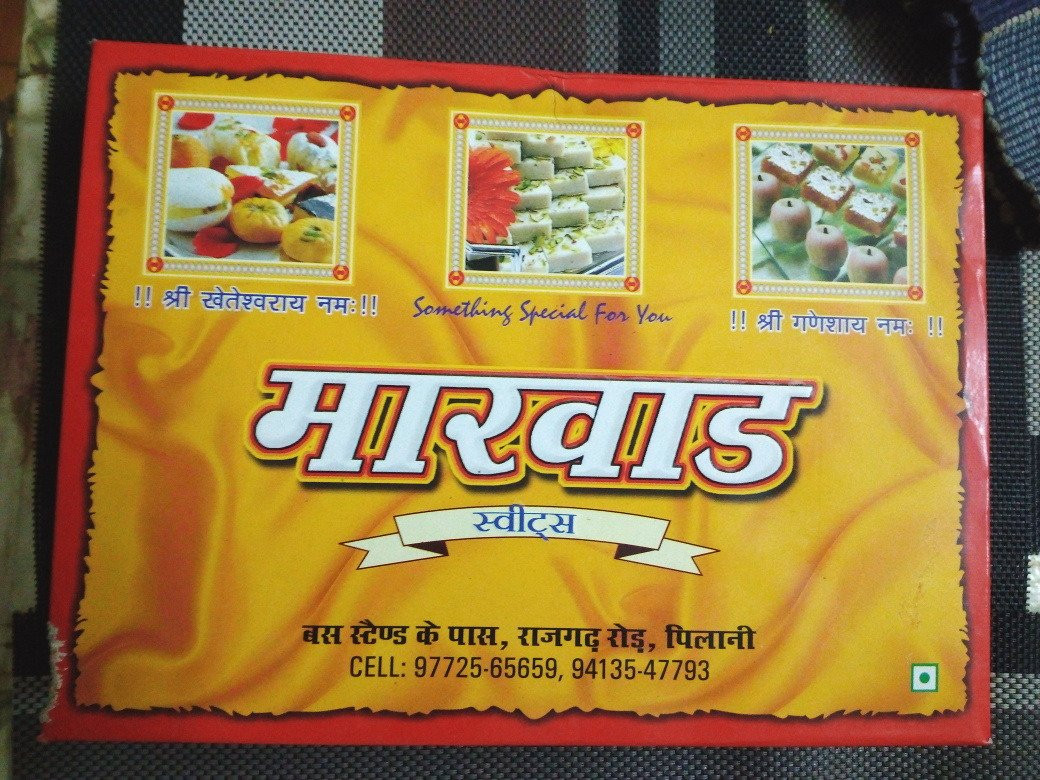 !! श्री खेतेश्वराय नमः!!
Something Special For You
!! श्री गणेशाय नमः !!
मारवाड
स्वीट्स
बस स्टैण्ड के पास, राजगढ़ रोड़, पिलानी
CELL: 97725-65659, 94135-47793